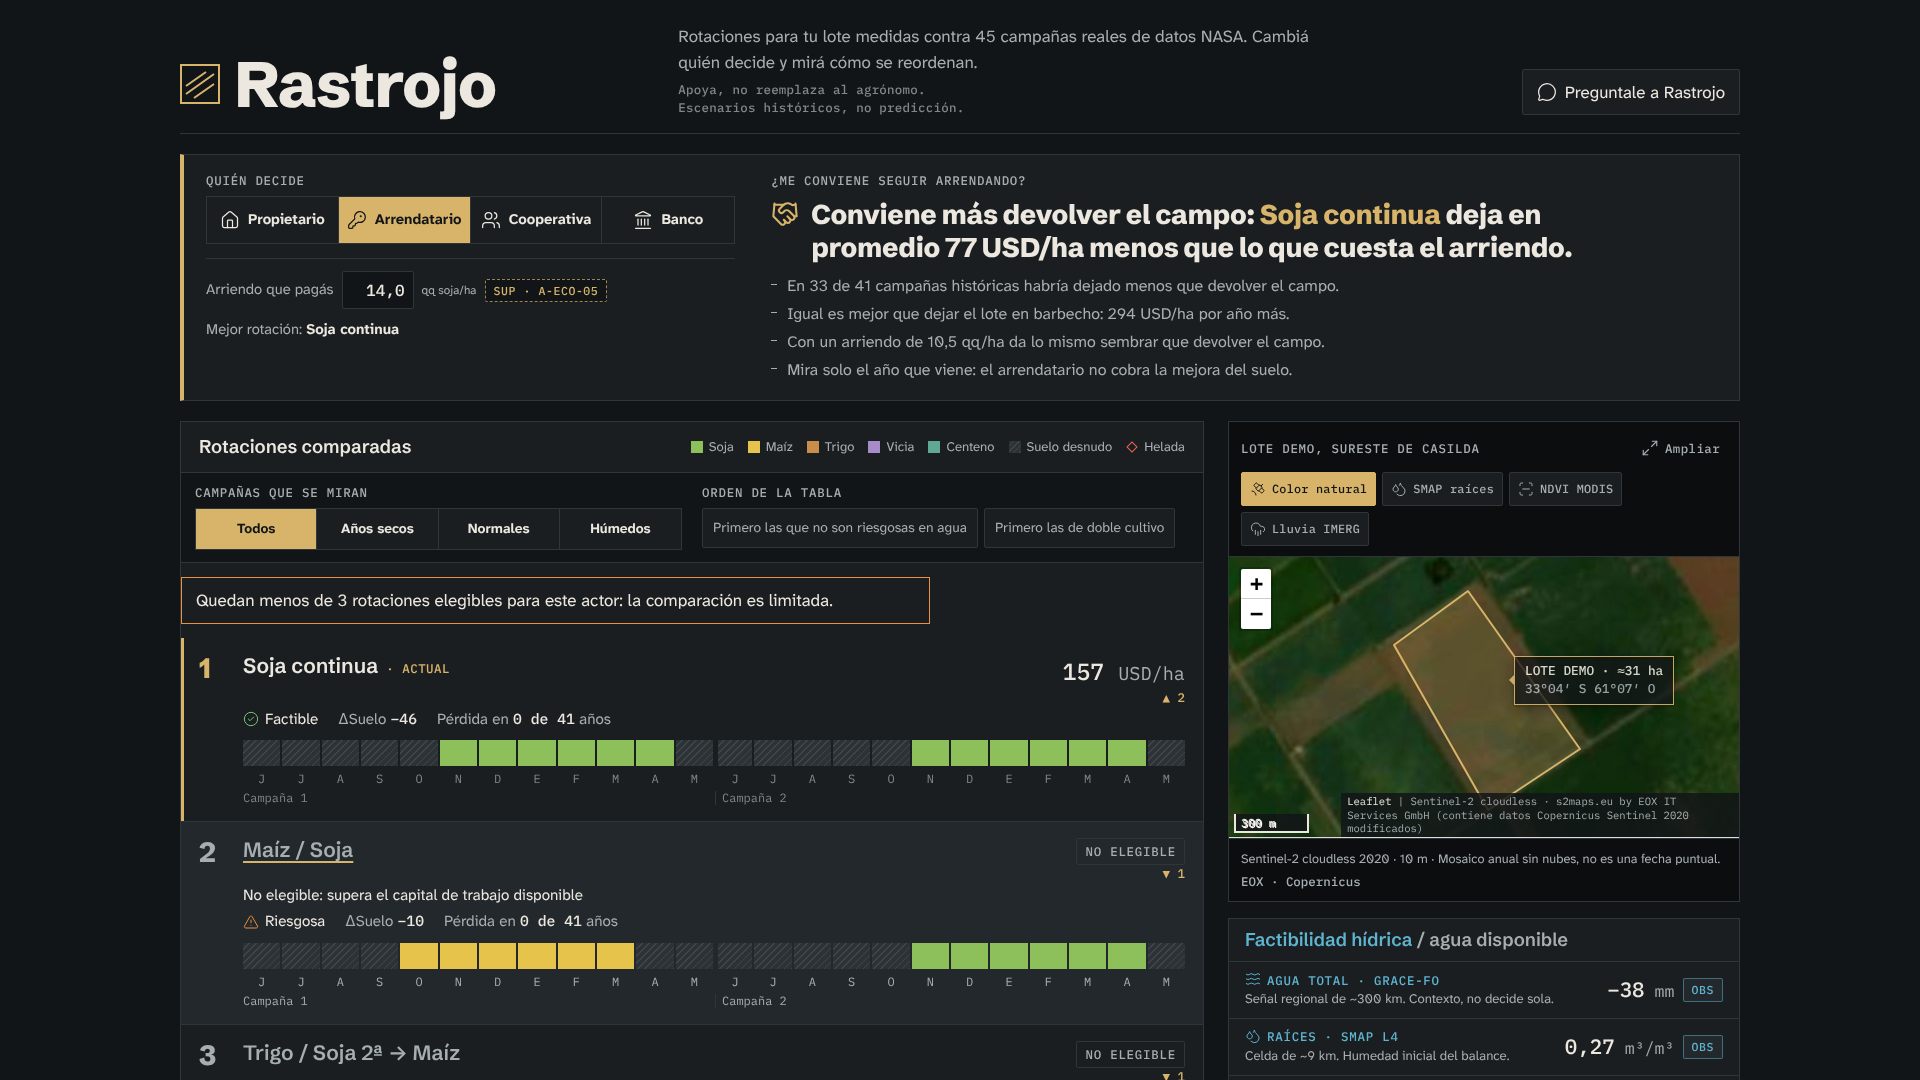 Rastrojo
Rotaciones para tu lote medidas contra 45 campañas reales de datos NASA. Cambiá
quién decide y mirá cómo se reordenan.
Apoya, no reemplaza al agrónomo.
Escenarios históricos, no predicción.
Preguntale a Rastrojo
QUIÉN DECIDE
Propietario
Arrendatario
Cooperativa
Banco
Arriendo que pagás 14,0 qq soja/ha SUP · A-ECO-05
Mejor rotación: Soja continua
¿ME CONVIENE SEGUIR ARRENDANDO?
Conviene más devolver el campo: Soja continua deja en
promedio 77 USD/ha menos que lo que cuesta el arriendo.
– En 33 de 41 campañas históricas habría dejado menos que devolver el campo.
– Igual es mejor que dejar el lote en barbecho: 294 USD/ha por año más.
– Con un arriendo de 10,5 qq/ha da lo mismo sembrar que devolver el campo.
– Mira solo el año que viene: el arrendatario no cobra la mejora del suelo.
Rotaciones comparadas
Soja Maíz Trigo Vicia Centeno Suelo desnudo Helada
CAMPAÑAS QUE SE MIRAN
Todos Años secos Normales Húmedos
ORDEN DE LA TABLA
Primero las que no son riesgosas en agua Primero las de doble cultivo
Quedan menos de 3 rotaciones elegibles para este actor: la comparación es limitada.
1 Soja continua · ACTUAL 157 USD/ha
▲ 2
Factible ΔSuelo −46 Pérdida en 0 de 41 años
J J A S O N D E F M A M J J A S O N D E F M A M
Campaña 1 Campaña 2
2 Maíz / Soja NO ELEGIBLE
▼ 1
No elegible: supera el capital de trabajo disponible
Riesgosa ΔSuelo −10 Pérdida en 0 de 41 años
J J A S O N D E F M A M J J A S O N D E F M A M
Campaña 1 Campaña 2
3 Trigo / Soja 2ª → Maíz NO ELEGIBLE
▼ 1
LOTE DEMO, SURESTE DE CASILDA Ampliar
Color natural SMAP raíces NDVI MODIS
Lluvia IMERG
+
−
LOTE DEMO · ≈31 ha
33°04′ S 61°07′ O
300 m
Leaflet | Sentinel-2 cloudless · s2maps.eu by EOX IT
Services GmbH (contiene datos Copernicus Sentinel 2020
modificados)
Sentinel-2 cloudless 2020 · 10 m · Mosaico anual sin nubes, no es una fecha puntual.
EOX · Copernicus
Factibilidad hídrica / agua disponible
AGUA TOTAL · GRACE-FO
Señal regional de ~300 km. Contexto, no decide sola.
−38 mm OBS
RAÍCES · SMAP L4
Celda de ~9 km. Humedad inicial del balance.
0,27 m³/m³ OBS